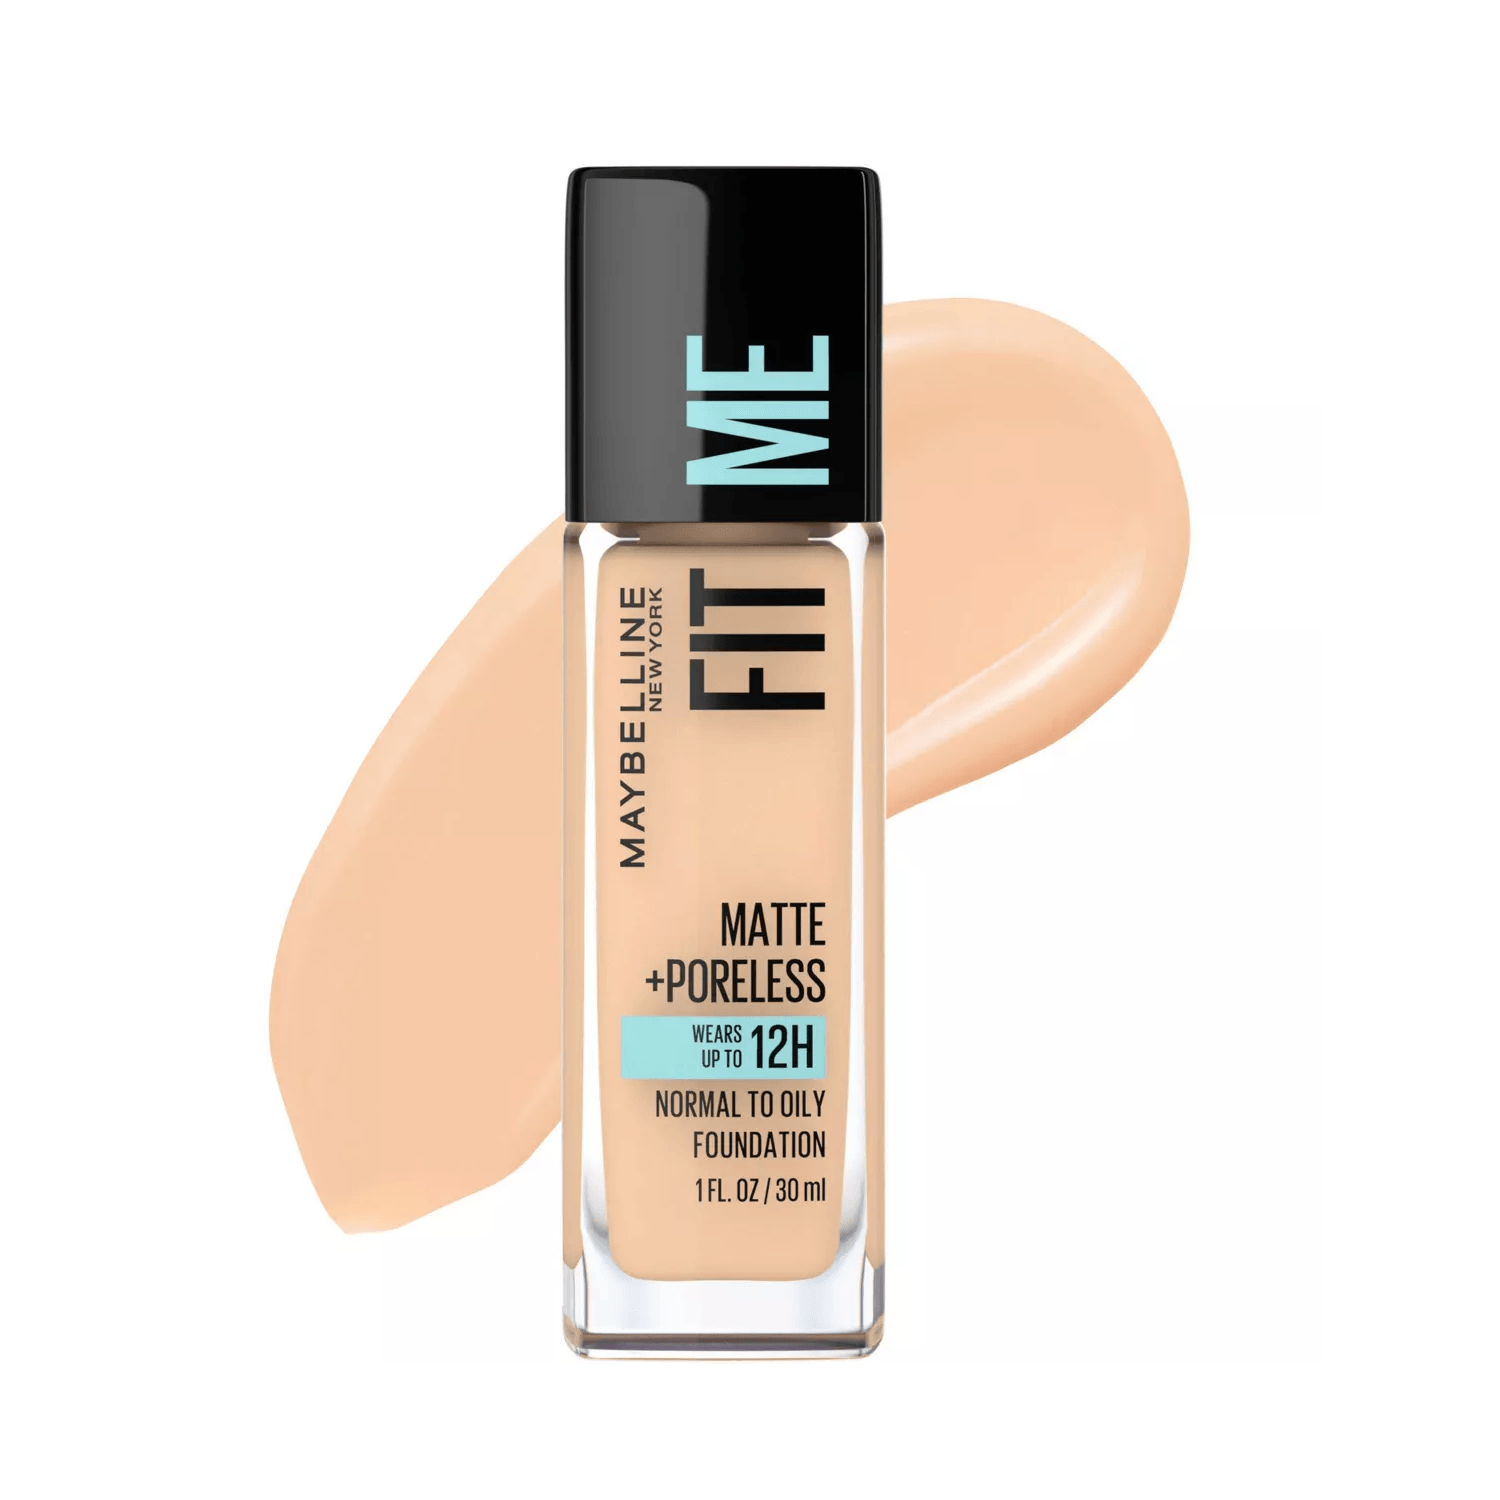 MAYBELLINE
NEW YORK
FIT ME
MATTE
+PORELESS
WEARS
UP TO 12H
NORMAL TO OILY
FOUNDATION
1 FL. OZ / 30 ml